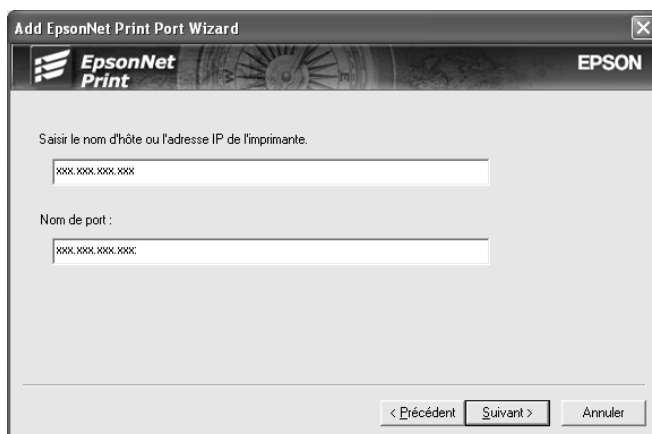 Add EpsonNet Print Port Wizard
EpsonNet
Print
EPSON
Saisir le nom d'hôte ou l'adresse IP de l'imprimante.
xxx.xxx.xxx.xxx
Nom de port :
xxx.xxx.xxx.xxx:
< Précédent Suivant > Annuler